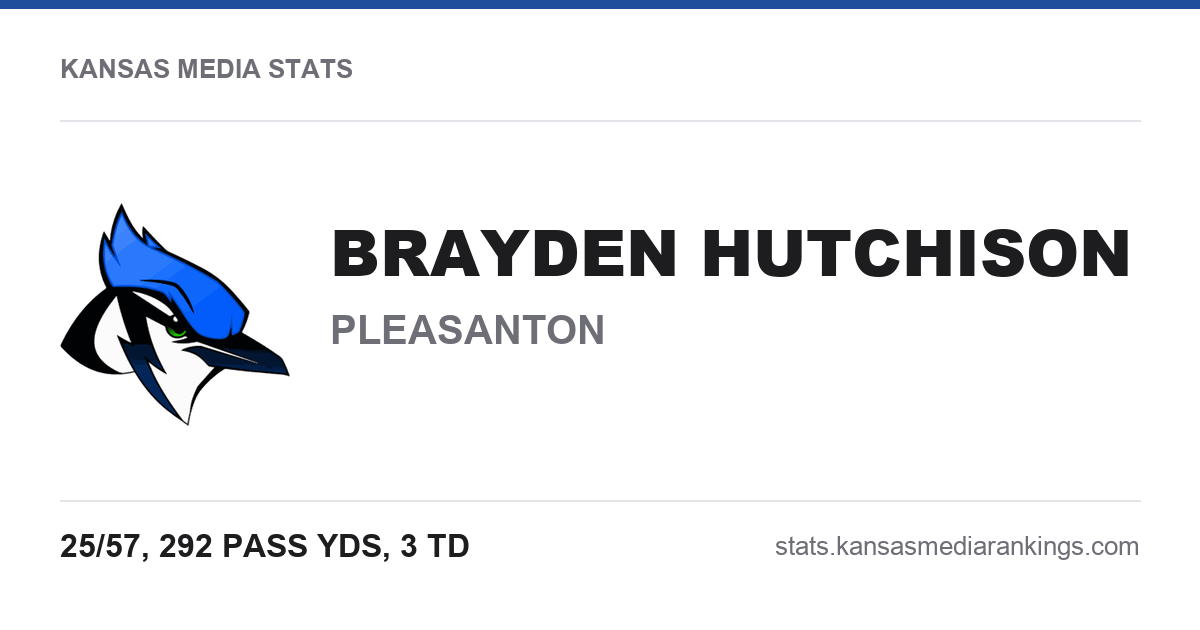 KANSAS MEDIA STATS
BRAYDEN HUTCHISON
PLEASANTON
25/57, 292 PASS YDS, 3 TD
stats.kansasmediarankings.com